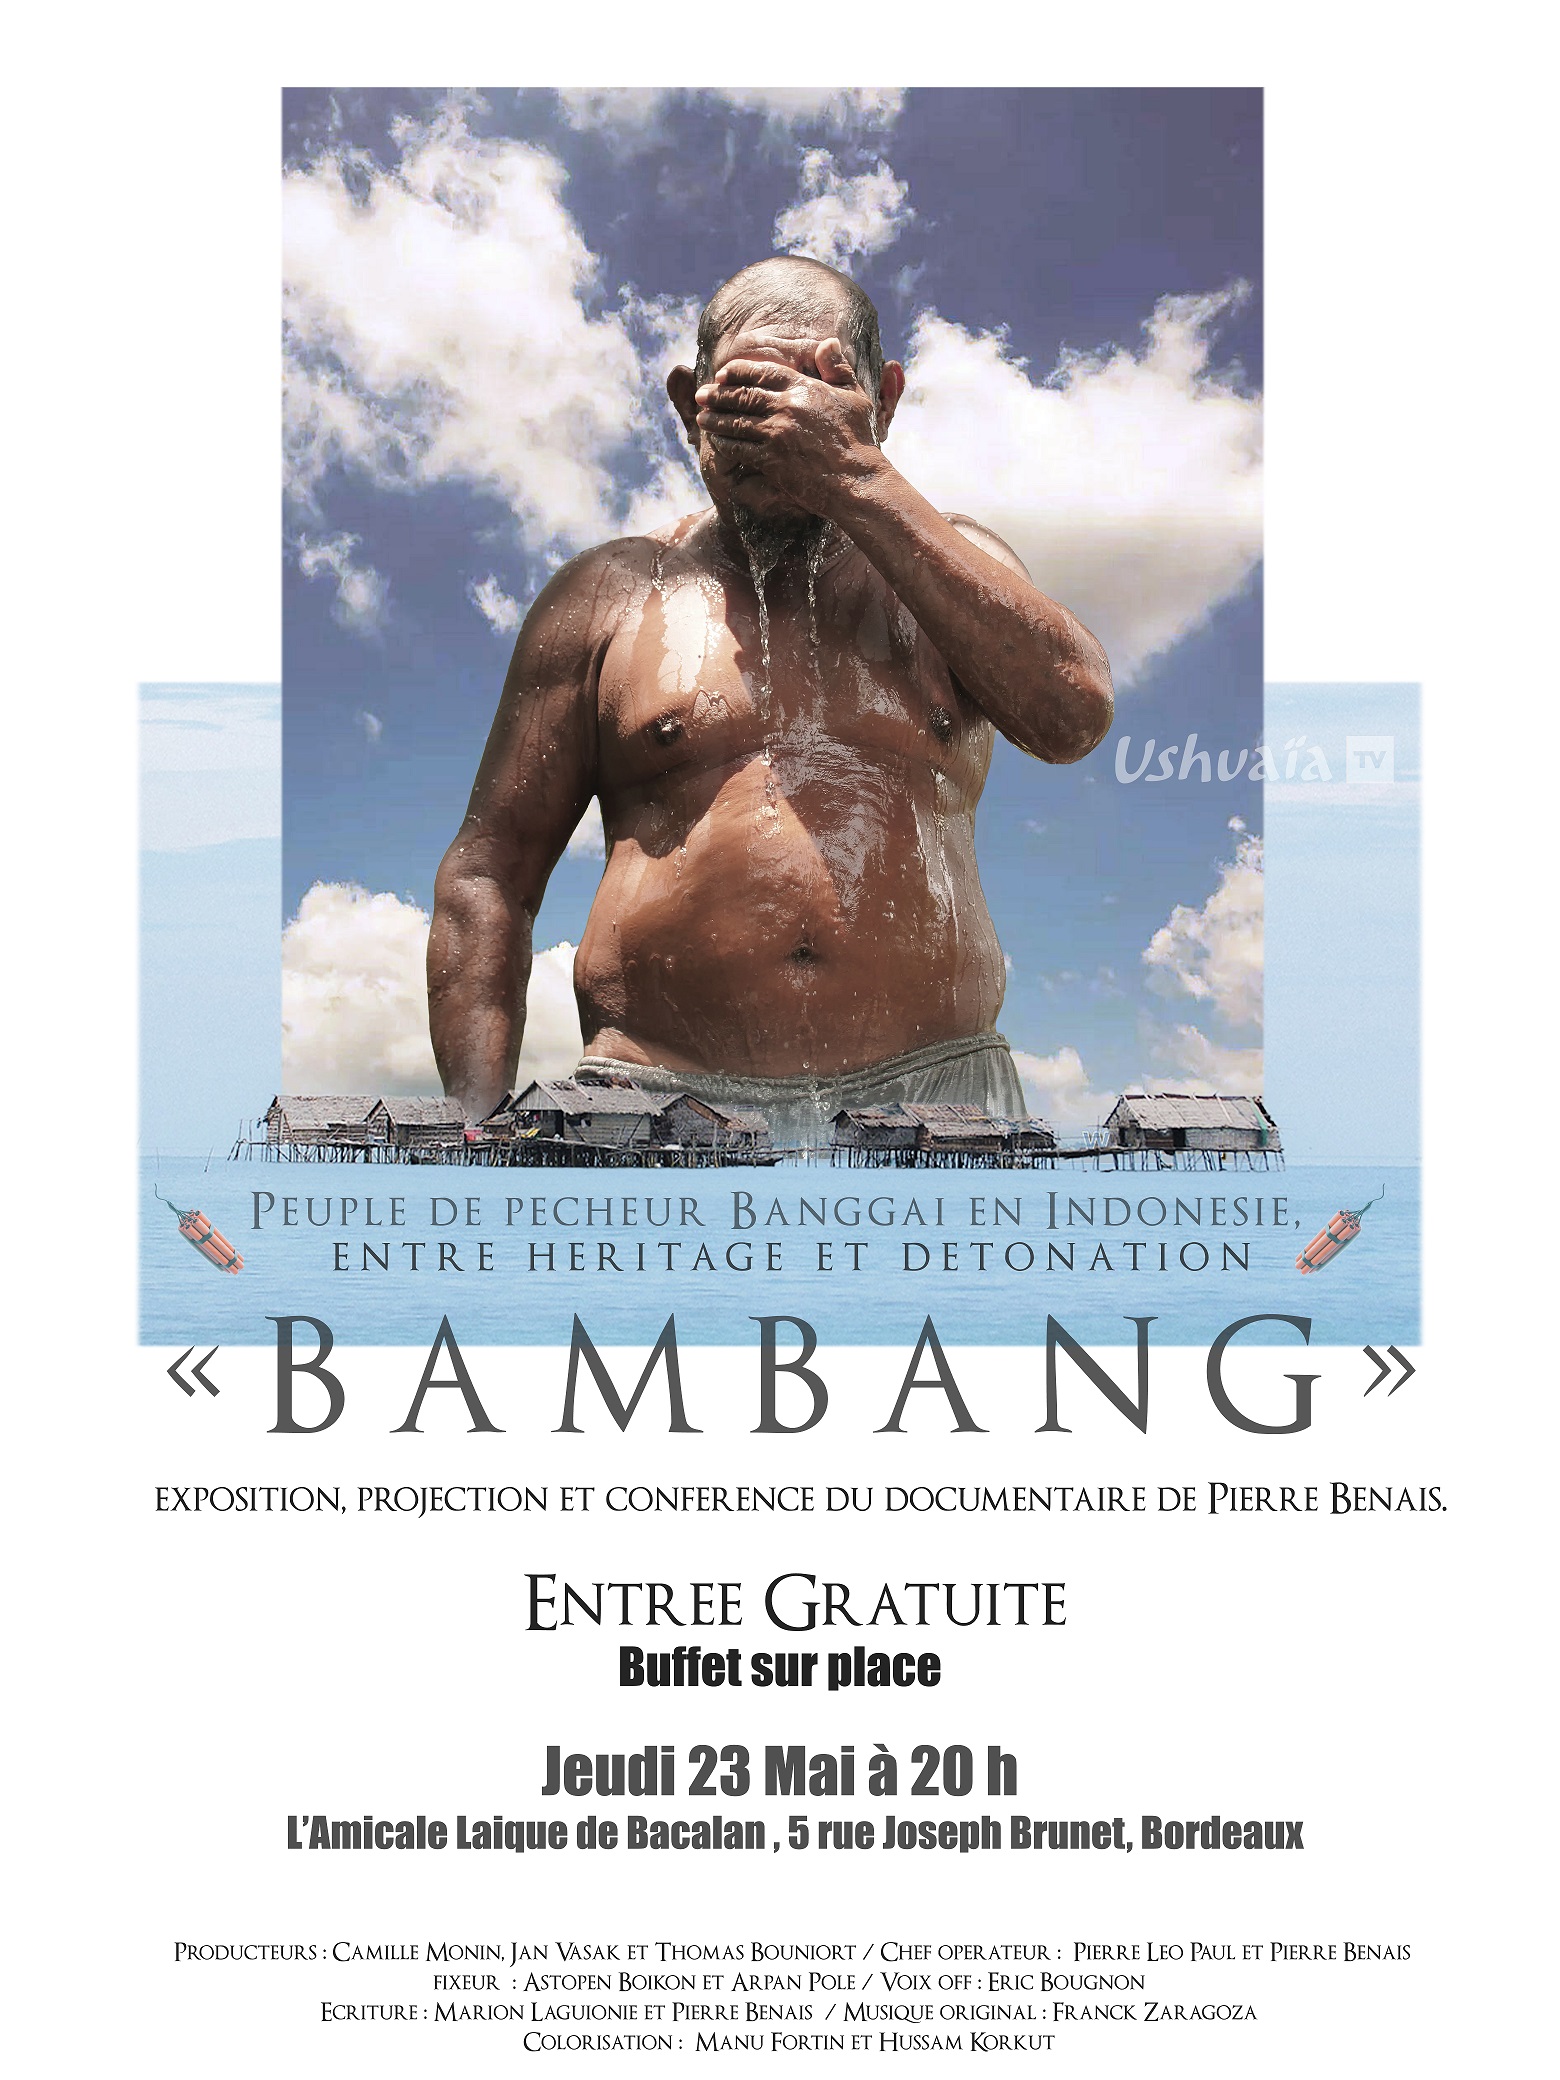 Ushuaïa TV
W
PEUPLE DE PECHEUR BANGGAI EN INDONESIE,
ENTRE HERITAGE ET DETONATION
« BAMBANG »
EXPOSITION, PROJECTION ET CONFERENCE DU DOCUMENTAIRE DE PIERRE BENAIS.
ENTREE GRATUITE
Buffet sur place
Jeudi 23 Mai à 20 h
L'Amicale Laique de Bacalan , 5 rue Joseph Brunet, Bordeaux
PRODUCTEURS : CAMILLE MONIN, JAN VASAK ET THOMAS BOUNIORT / CHEF OPERATEUR : PIERRE LEO PAUL ET PIERRE BENAIS
FIXEUR : ASTOPEN BOIKON ET ARPAN POLE / VOIX OFF : ERIC BOUGNON
ECRITURE : MARION LAGUIONIE ET PIERRE BENAIS / MUSIQUE ORIGINAL : FRANCK ZARAGOZA
COLORISATION : MANU FORTIN ET HUSSAM KORKUT